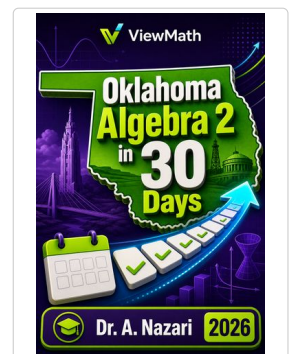 ViewMath
Oklahoma
Algebra 2
in 30
Days
Dr. A. Nazari 2026